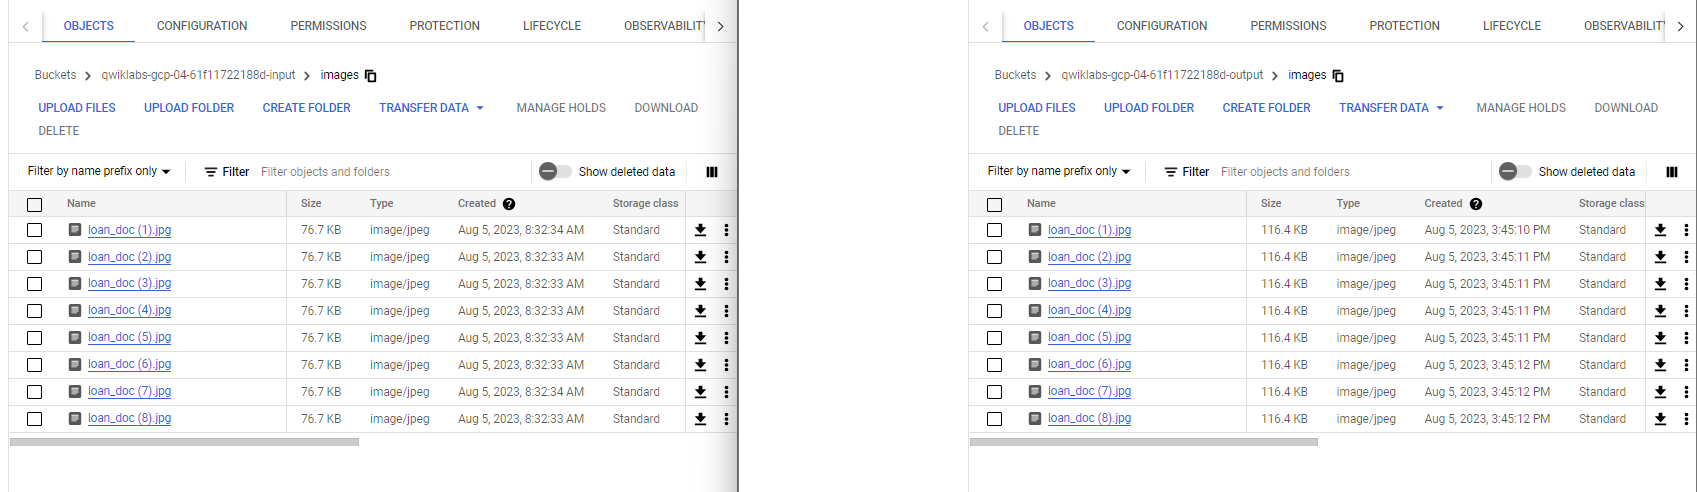 OBJECTS CONFIGURATION PERMISSIONS PROTECTION LIFECYCLE OBSERVABILITY
Buckets > qwiklabs-gcp-04-61f11722188d-input > images
UPLOAD FILES UPLOAD FOLDER CREATE FOLDER TRANSFER DATA MANAGE HOLDS DOWNLOAD
DELETE
Filter by name prefix only Filter Filter objects and folders Show deleted data
Name Size Type Created Storage class
loan_doc (1).jpg 76.7 KB image/jpeg Aug 5, 2023, 8:32:34 AM Standard
loan_doc (2).jpg 76.7 KB image/jpeg Aug 5, 2023, 8:32:33 AM Standard
loan_doc (3).jpg 76.7 KB image/jpeg Aug 5, 2023, 8:32:33 AM Standard
loan_doc (4).jpg 76.7 KB image/jpeg Aug 5, 2023, 8:32:33 AM Standard
loan_doc (5).jpg 76.7 KB image/jpeg Aug 5, 2023, 8:32:33 AM Standard
loan_doc (6).jpg 76.7 KB image/jpeg Aug 5, 2023, 8:32:33 AM Standard
loan_doc (7).jpg 76.7 KB image/jpeg Aug 5, 2023, 8:32:34 AM Standard
loan_doc (8).jpg 76.7 KB image/jpeg Aug 5, 2023, 8:32:33 AM Standard
OBJECTS CONFIGURATION PERMISSIONS PROTECTION LIFECYCLE OBSERVABILITY
Buckets > qwiklabs-gcp-04-61f11722188d-output > images
UPLOAD FILES UPLOAD FOLDER CREATE FOLDER TRANSFER DATA MANAGE HOLDS DOWNLOAD
DELETE
Filter by name prefix only Filter Filter objects and folders Show deleted data
Name Size Type Created Storage class
loan_doc (1).jpg 116.4 KB image/jpeg Aug 5, 2023, 3:45:10 PM Standard
loan_doc (2).jpg 116.4 KB image/jpeg Aug 5, 2023, 3:45:11 PM Standard
loan_doc (3).jpg 116.4 KB image/jpeg Aug 5, 2023, 3:45:11 PM Standard
loan_doc (4).jpg 116.4 KB image/jpeg Aug 5, 2023, 3:45:11 PM Standard
loan_doc (5).jpg 116.4 KB image/jpeg Aug 5, 2023, 3:45:11 PM Standard
loan_doc (6).jpg 116.4 KB image/jpeg Aug 5, 2023, 3:45:12 PM Standard
loan_doc (7).jpg 116.4 KB image/jpeg Aug 5, 2023, 3:45:12 PM Standard
loan_doc (8).jpg 116.4 KB image/jpeg Aug 5, 2023, 3:45:12 PM Standard